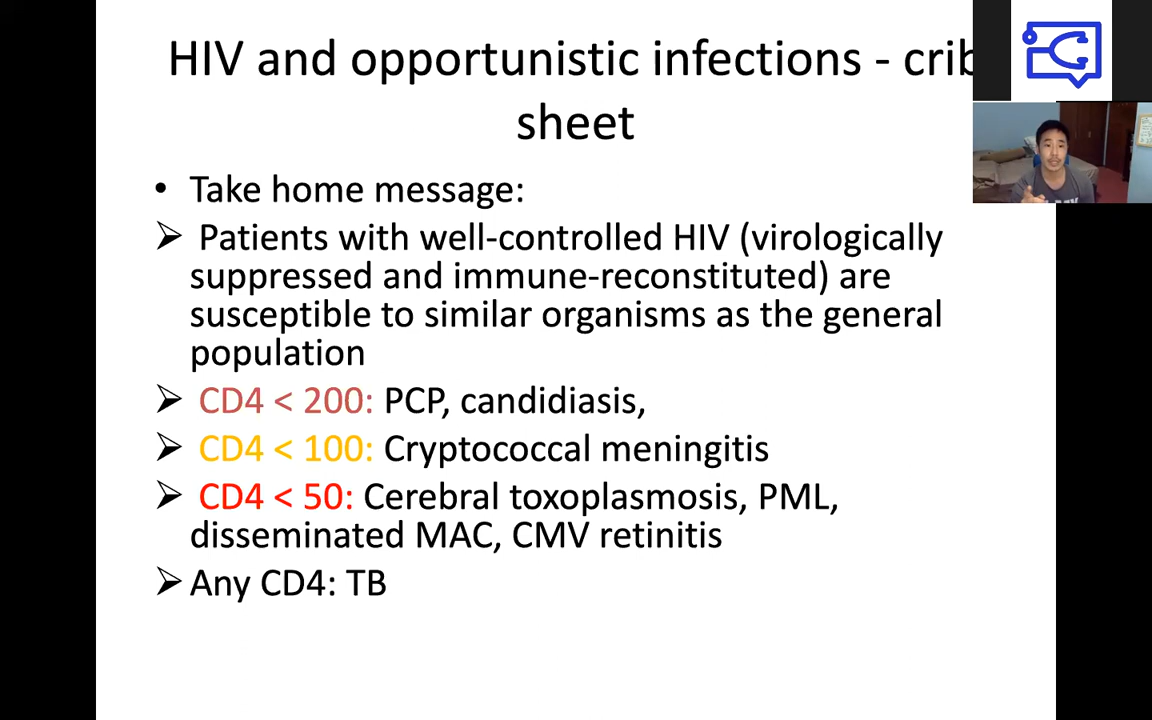 HIV and opportunistic infections - crib
sheet
• Take home message:
➢ Patients with well-controlled HIV (virologically
suppressed and immune-reconstituted) are
susceptible to similar organisms as the general
population
➢ CD4 < 200: PCP, candidiasis,
➢ CD4 < 100: Cryptococcal meningitis
➢ CD4 < 50: Cerebral toxoplasmosis, PML,
disseminated MAC, CMV retinitis
➢ Any CD4: TB